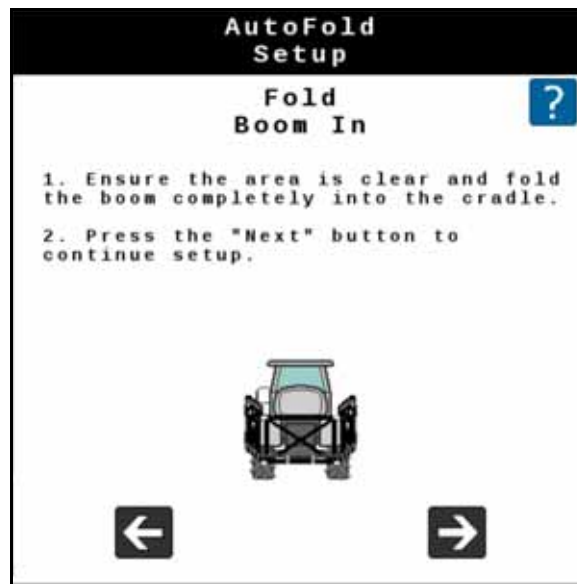 AutoFold
Setup
Fold
Boom In
?
1. Ensure the area is clear and fold
the boom completely into the cradle.
2. Press the "Next" button to
continue setup.